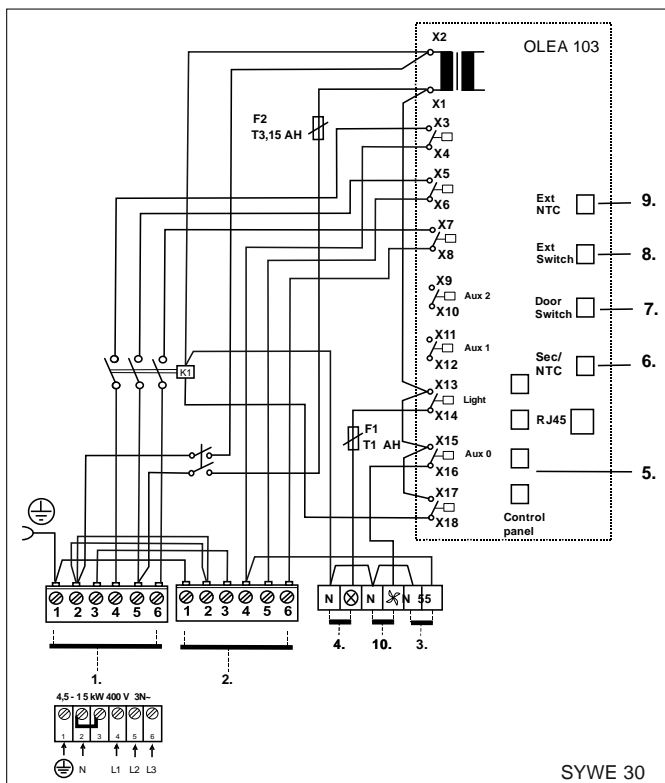 X2
OLEA 103
X1
F2
T3,15 AH
X3
X4
X5
X6
Ext
NTC
9.
X7
X8
Ext
Switch
8.
X9
Aux 2
X10
Door
Switch
7.
X11
Aux 1
X12
Sec/
NTC
6.
K1
X13
Light
X14
F1
T1 AH
RJ45
X15
Aux 0
X16
5.
X17
X18
Control
panel
1 2 3 4 5 6
1 2 3 4 5 6
N N N 55
4. 10. 3.
1. 2.
4,5 - 15 kW 400 V 3N~
1 2 3 4 5 6
N L1 L2 L3
SYWE 30